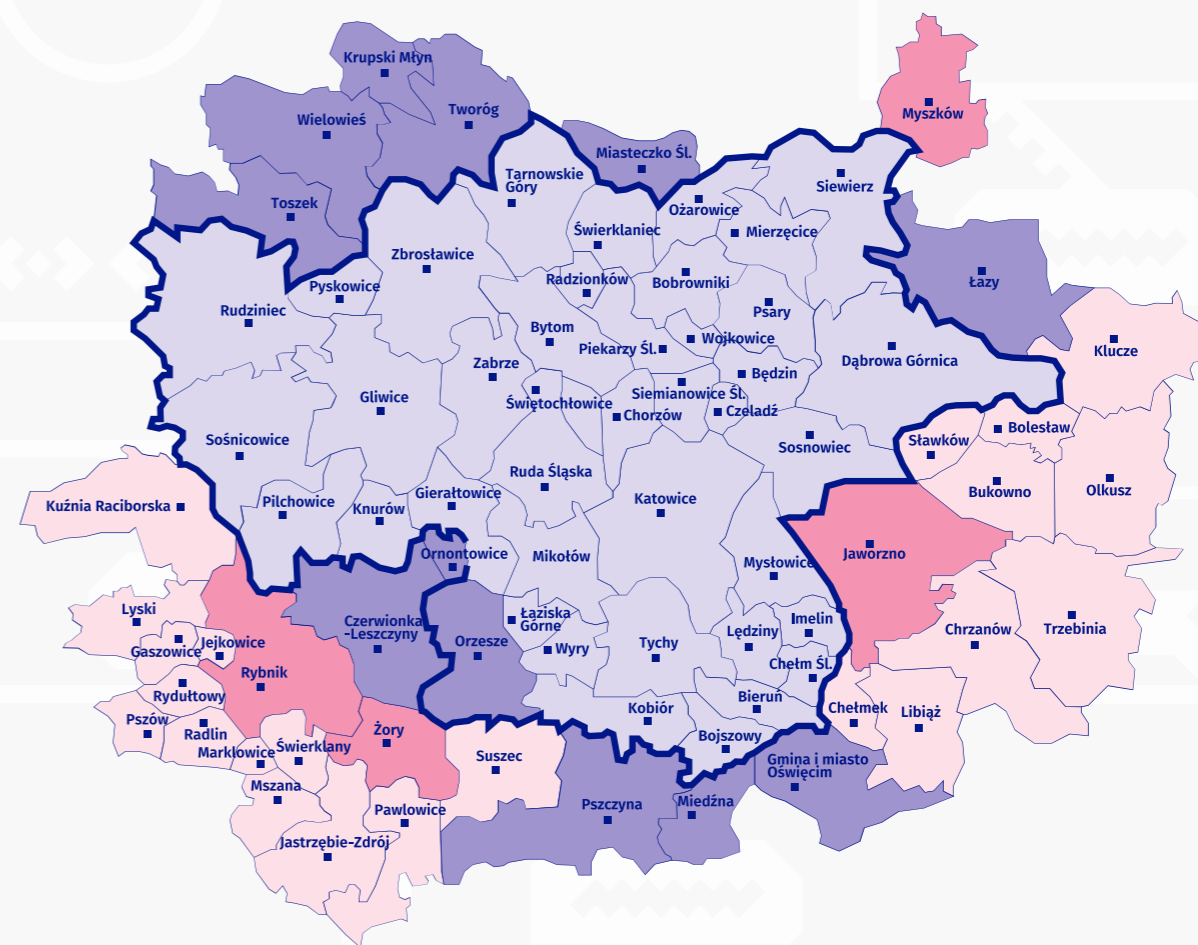 Krupski Młyn
Myszków
Tworóg
Wielowieś
Miasteczko Śl.
Tarnowskie
Góry
Siewierz
Toszek
Ożarowice
Świerklaniec
Mierzęcice
Zbrosławice
Radzionków
Bobrowniki
Łazy
Pyskowice
Rudziniec
Psary
Bytom
Wojkowice
Piekarzy Śl.
Klucze
Dąbrowa Górnica
Zabrze
Będzin
Siemianowice Śl.
Gliwice
Świętochłowice
Chorzów
Czeladź
Bolesław
Sośnicowice
Sławków
Sosnowiec
Ruda Śląska
Bukowno
Olkusz
Gierałtowice
Katowice
Pilchowice
Kuźnia Raciborska
Knurów
Ornontowice
Mikołów
Jaworzno
Mysłowice
Lyski
Łaziska
Górne
Imelin
Czerwionka
-Leszczyny
Lędziny
Chrzanów
Trzebinia
Jejkowice
Gaszowice
Orzesze
Wyry
Tychy
Chełm Śl.
Rybnik
Rydułtowy
Bieruń
Kobiór
Chełmek
Libiąż
Pszów
Radlin
Żory
Bojszowy
Marklowice
Świerklany
Suszec
Gmina i miasto
Oświęcim
Mszana
Pawlowice
Pszczyna
Miedźna
Jastrzębie-Zdrój